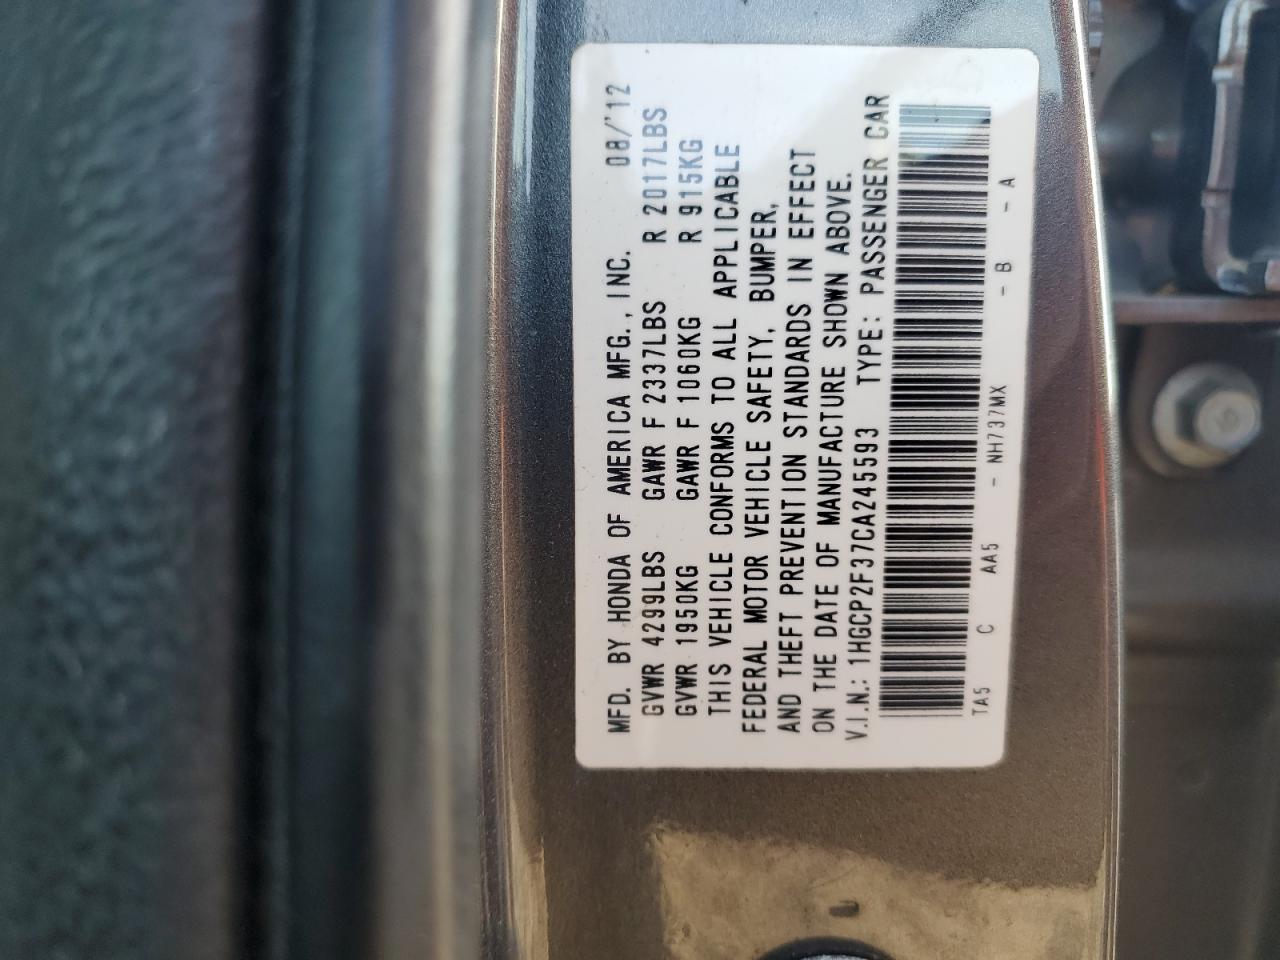 MFD. BY HONDA OF AMERICA MFG., INC. 08/'12
GVWR 4299LBS GAWR F 2337LBS R 2017LBS
GVWR 1950KG GAWR F 1060KG R 915KG
THIS VEHICLE CONFORMS TO ALL APPLICABLE
FEDERAL MOTOR VEHICLE SAFETY, BUMPER,
AND THEFT PREVENTION STANDARDS IN EFFECT
ON THE DATE OF MANUFACTURE SHOWN ABOVE.
V.I.N.: 1HGCP2F37CA245593 TYPE: PASSENGER CAR
TA5 C AA5 - NH737MX - B - A